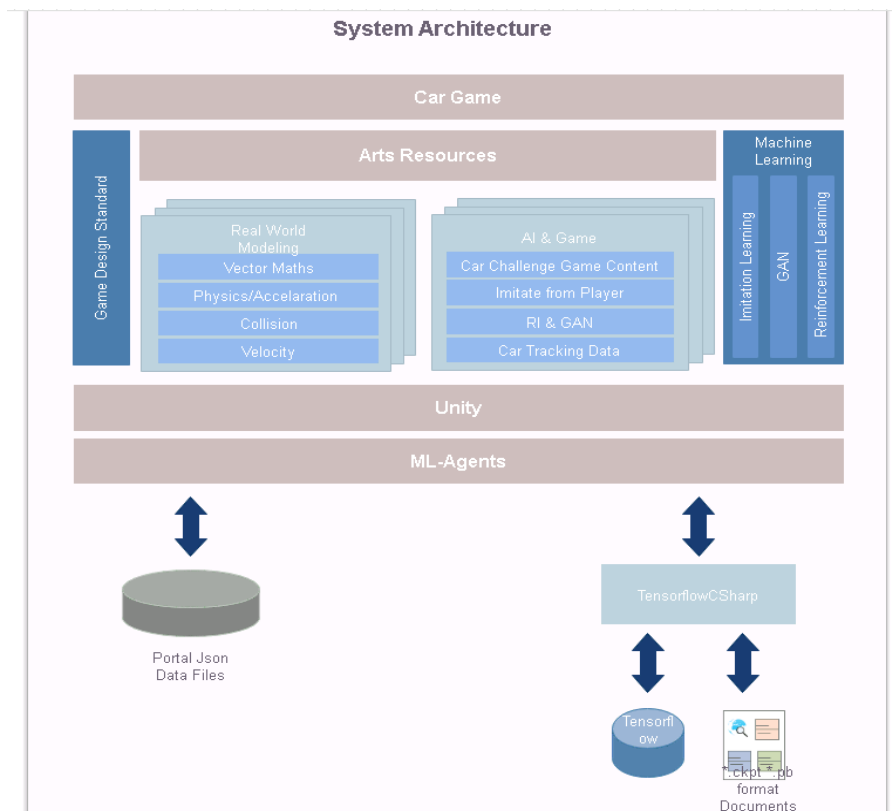 System Architecture
Car Game
Game Design Standard
Arts Resources
Machine
Learning
Real World
Modeling
Vector Maths
Physics/Accelaration
Collision
Velocity
AI & Game
Car Challenge Game Content
Imitate from Player
RI & GAN
Car Tracking Data
Imitation Learning
GAN
Reinforcement Learning
Unity
ML-Agents
Portal Json
Data Files
TensorflowCSharp
Tensorfl
ow
*.ckpt *.pb
format
Documents